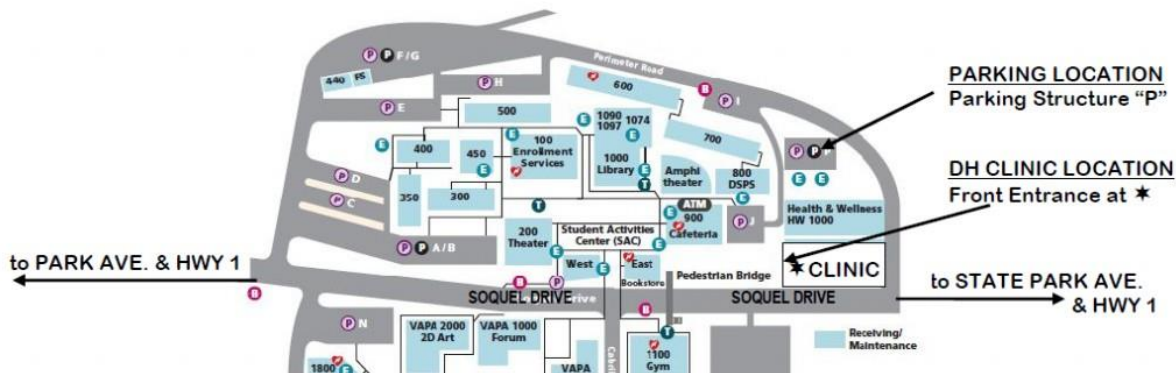 Perimeter Road
P P F/G
440 FS
P H
P E
500
600
B
P I
PARKING LOCATION
Parking Structure “P”
1090 1074
1097
E
E
E
E
100
Enrollment
Services
400
450
E
700
P P P
E E
1000
Library
E
T
Amphi
theater
800
DSPS
E
DH CLINIC LOCATION
Front Entrance at ✶
P D
P C
350
300
T
ATM
E 900
Cafeteria
P J
Health & Wellness
HW 1000
200
Theater
Student Activities
Center (SAC)
E
E
P P A/B
to PARK AVE. & HWY 1
B
West
E
East
Bookstore
Pedestrian Bridge
✶ CLINIC
to STATE PARK AVE.
& HWY 1
B P
SOQUEL DRIVE
SOQUEL DRIVE
B
P N
VAPA 2000
2D Art
VAPA 1000
Forum
T
Receiving/
Maintenance
1800 E
VAPA
1100
Gym